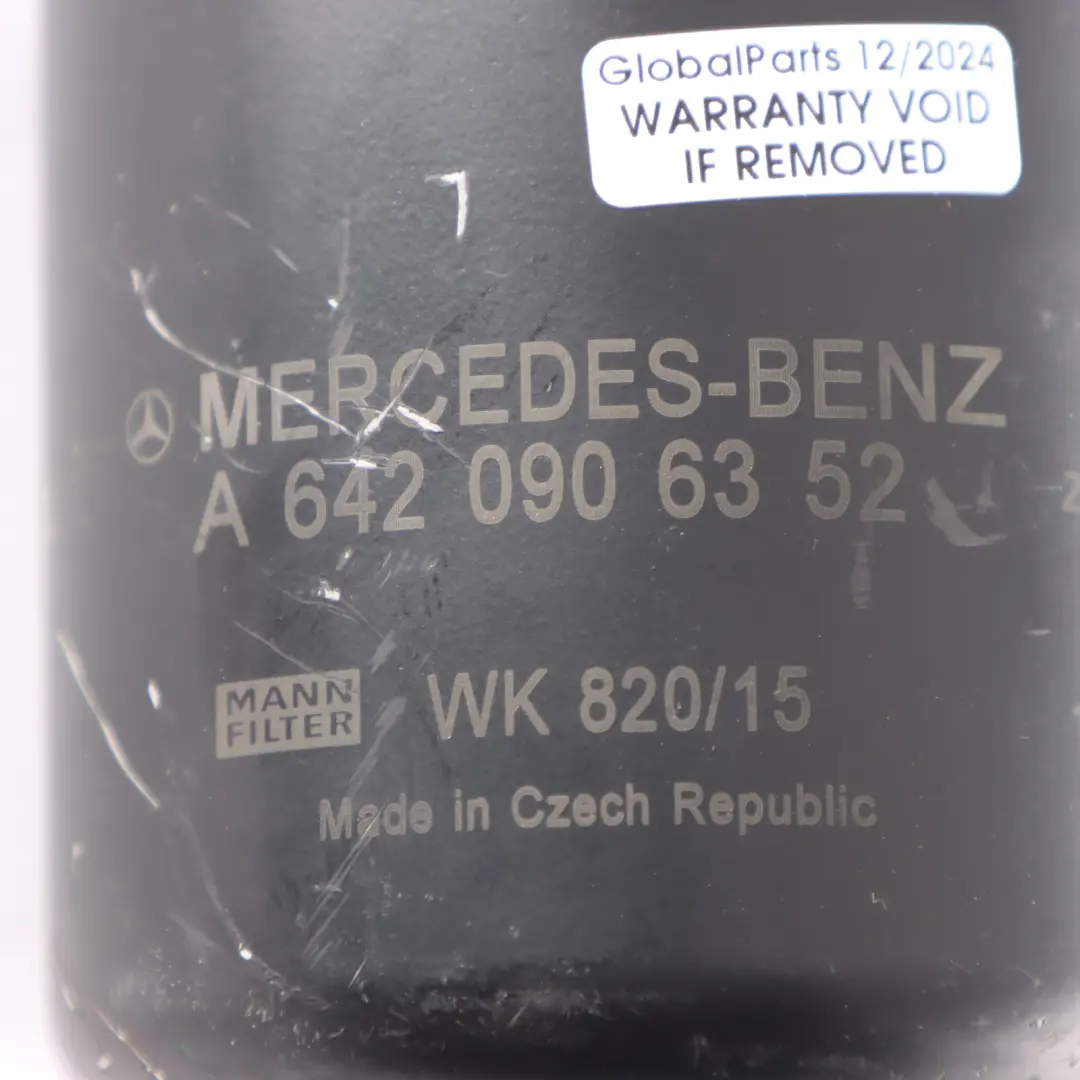 GlobalParts 12/2024
WARRANTY VOID
IF REMOVED
MERCEDES-BENZ
A 642 090 63 52
MANN
FILTER
WK 820/15
Made in Czech Republic